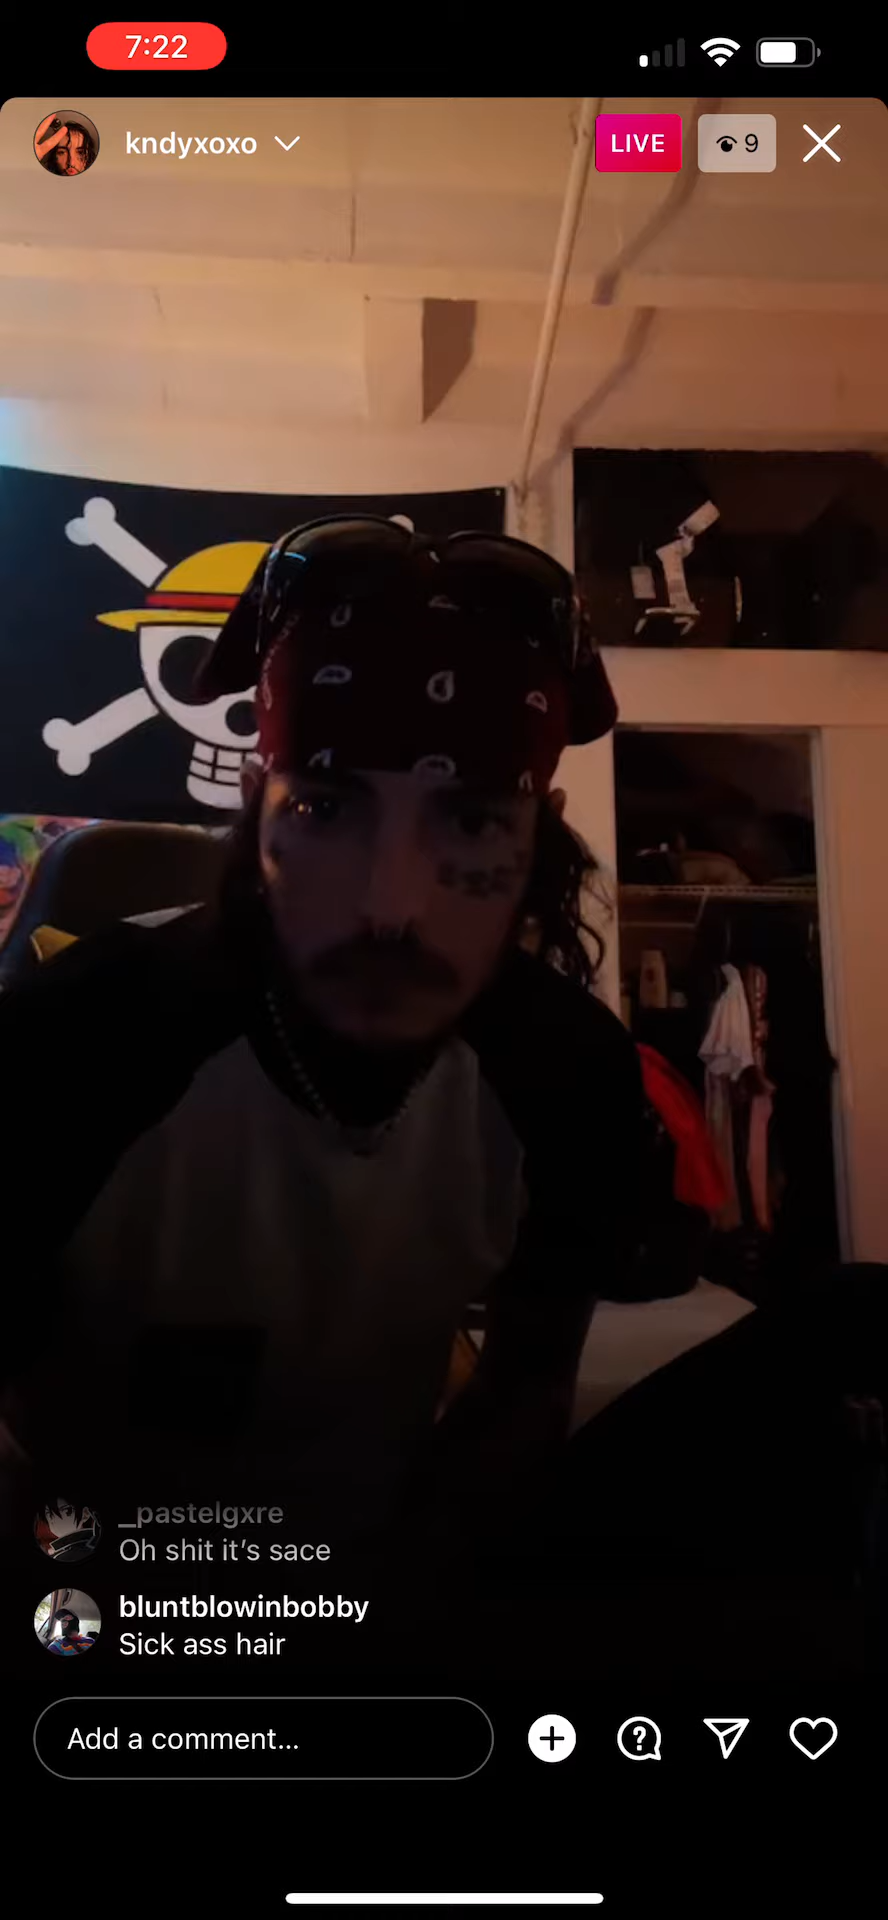 7:22
kndyxoxo
LIVE
9
_pastelgxre
Oh shit it’s sace
bluntblowinbobby
Sick ass hair
Add a comment...